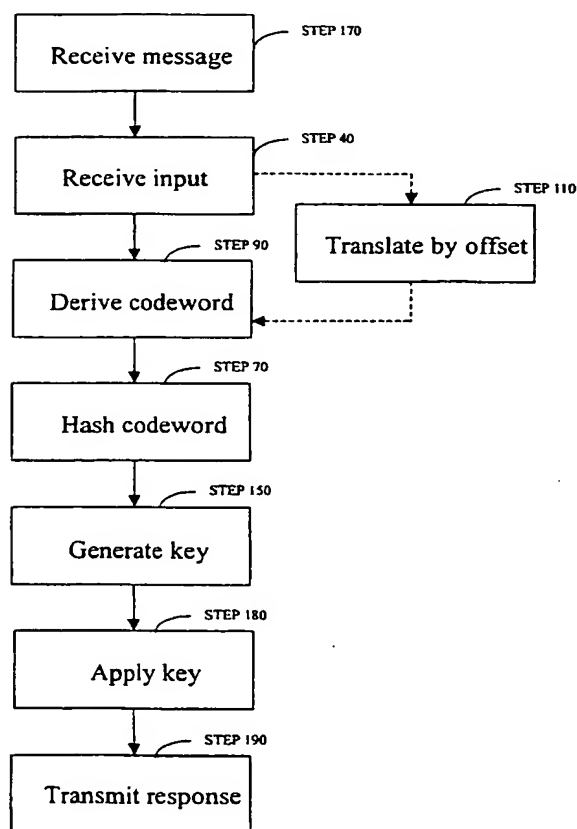 STEP 170
Receive message
STEP 40
Receive input
STEP 110
Translate by offset
STEP 90
Derive codeword
STEP 70
Hash codeword
STEP 150
Generate key
STEP 180
Apply key
STEP 190
Transmit response